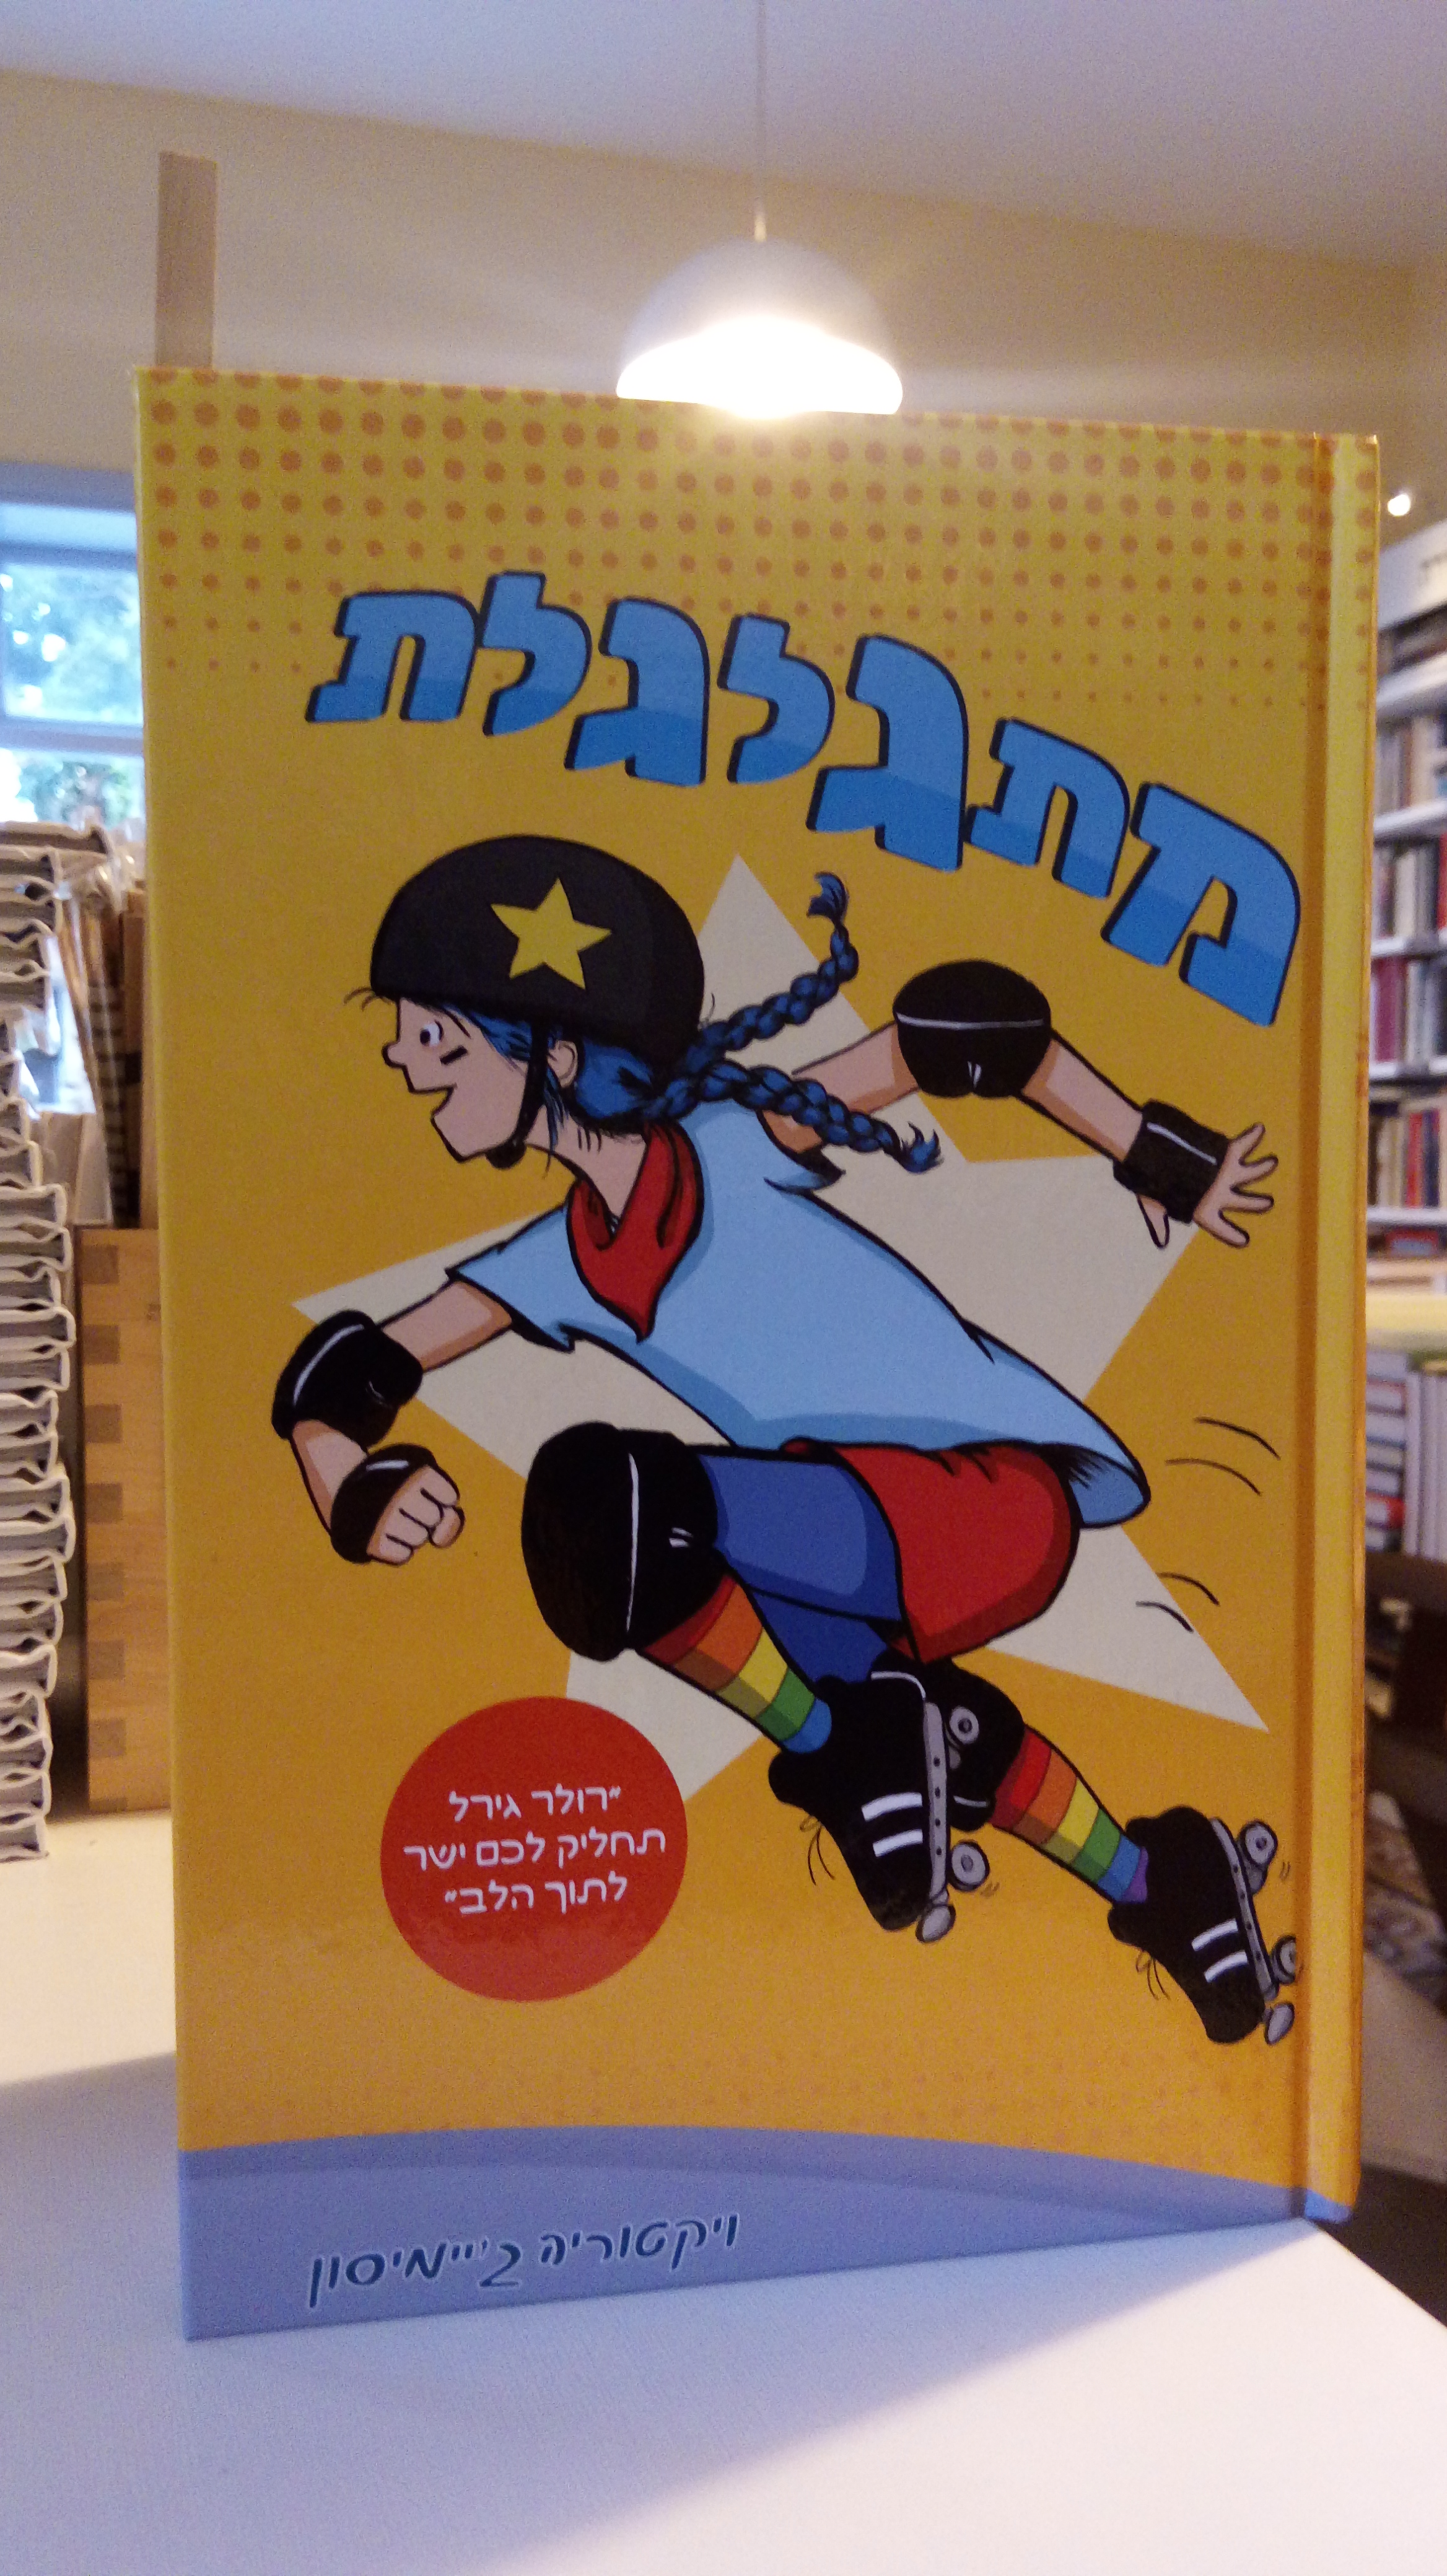 מתגלגלת
"רולר גירל
תחליק לכם ישר
לתוך הלב"
ויקטוריה ג'יימיסון